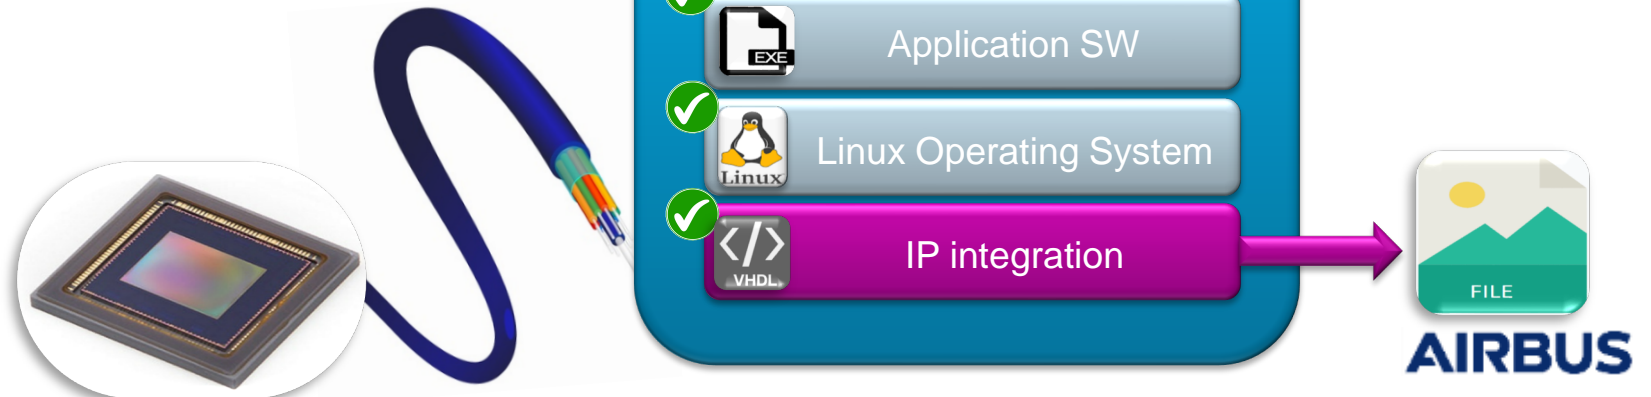 EXE
Application SW
Linux
Linux Operating System
VHDL
IP integration
FILE
AIRBUS